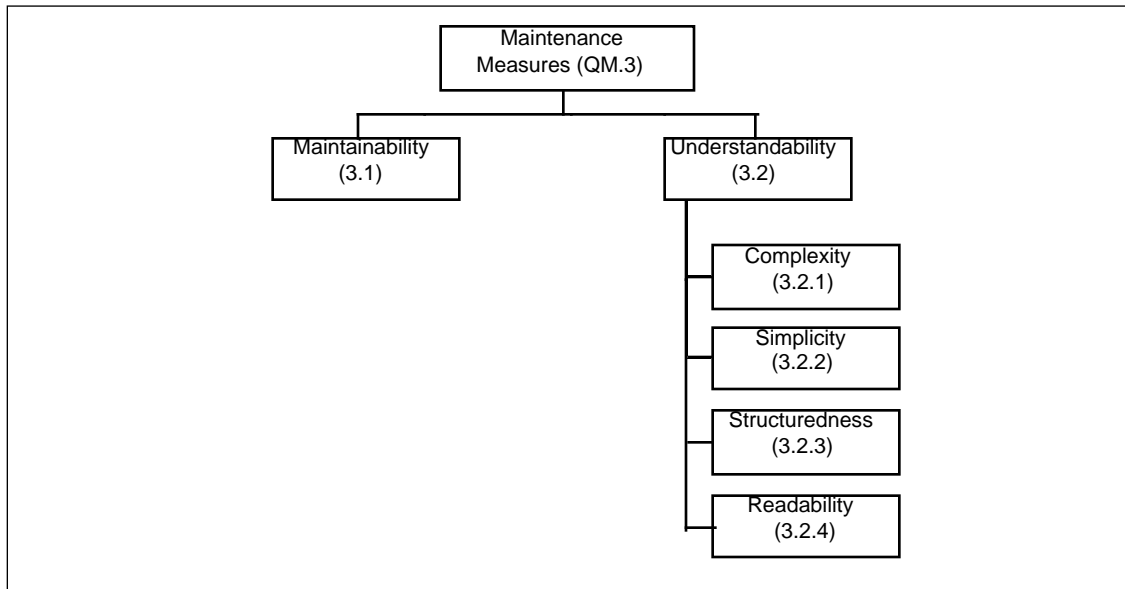 Maintenance
Measures (QM.3)
Maintainability
(3.1)
Understandability
(3.2)
Complexity
(3.2.1)
Simplicity
(3.2.2)
Structuredness
(3.2.3)
Readability
(3.2.4)